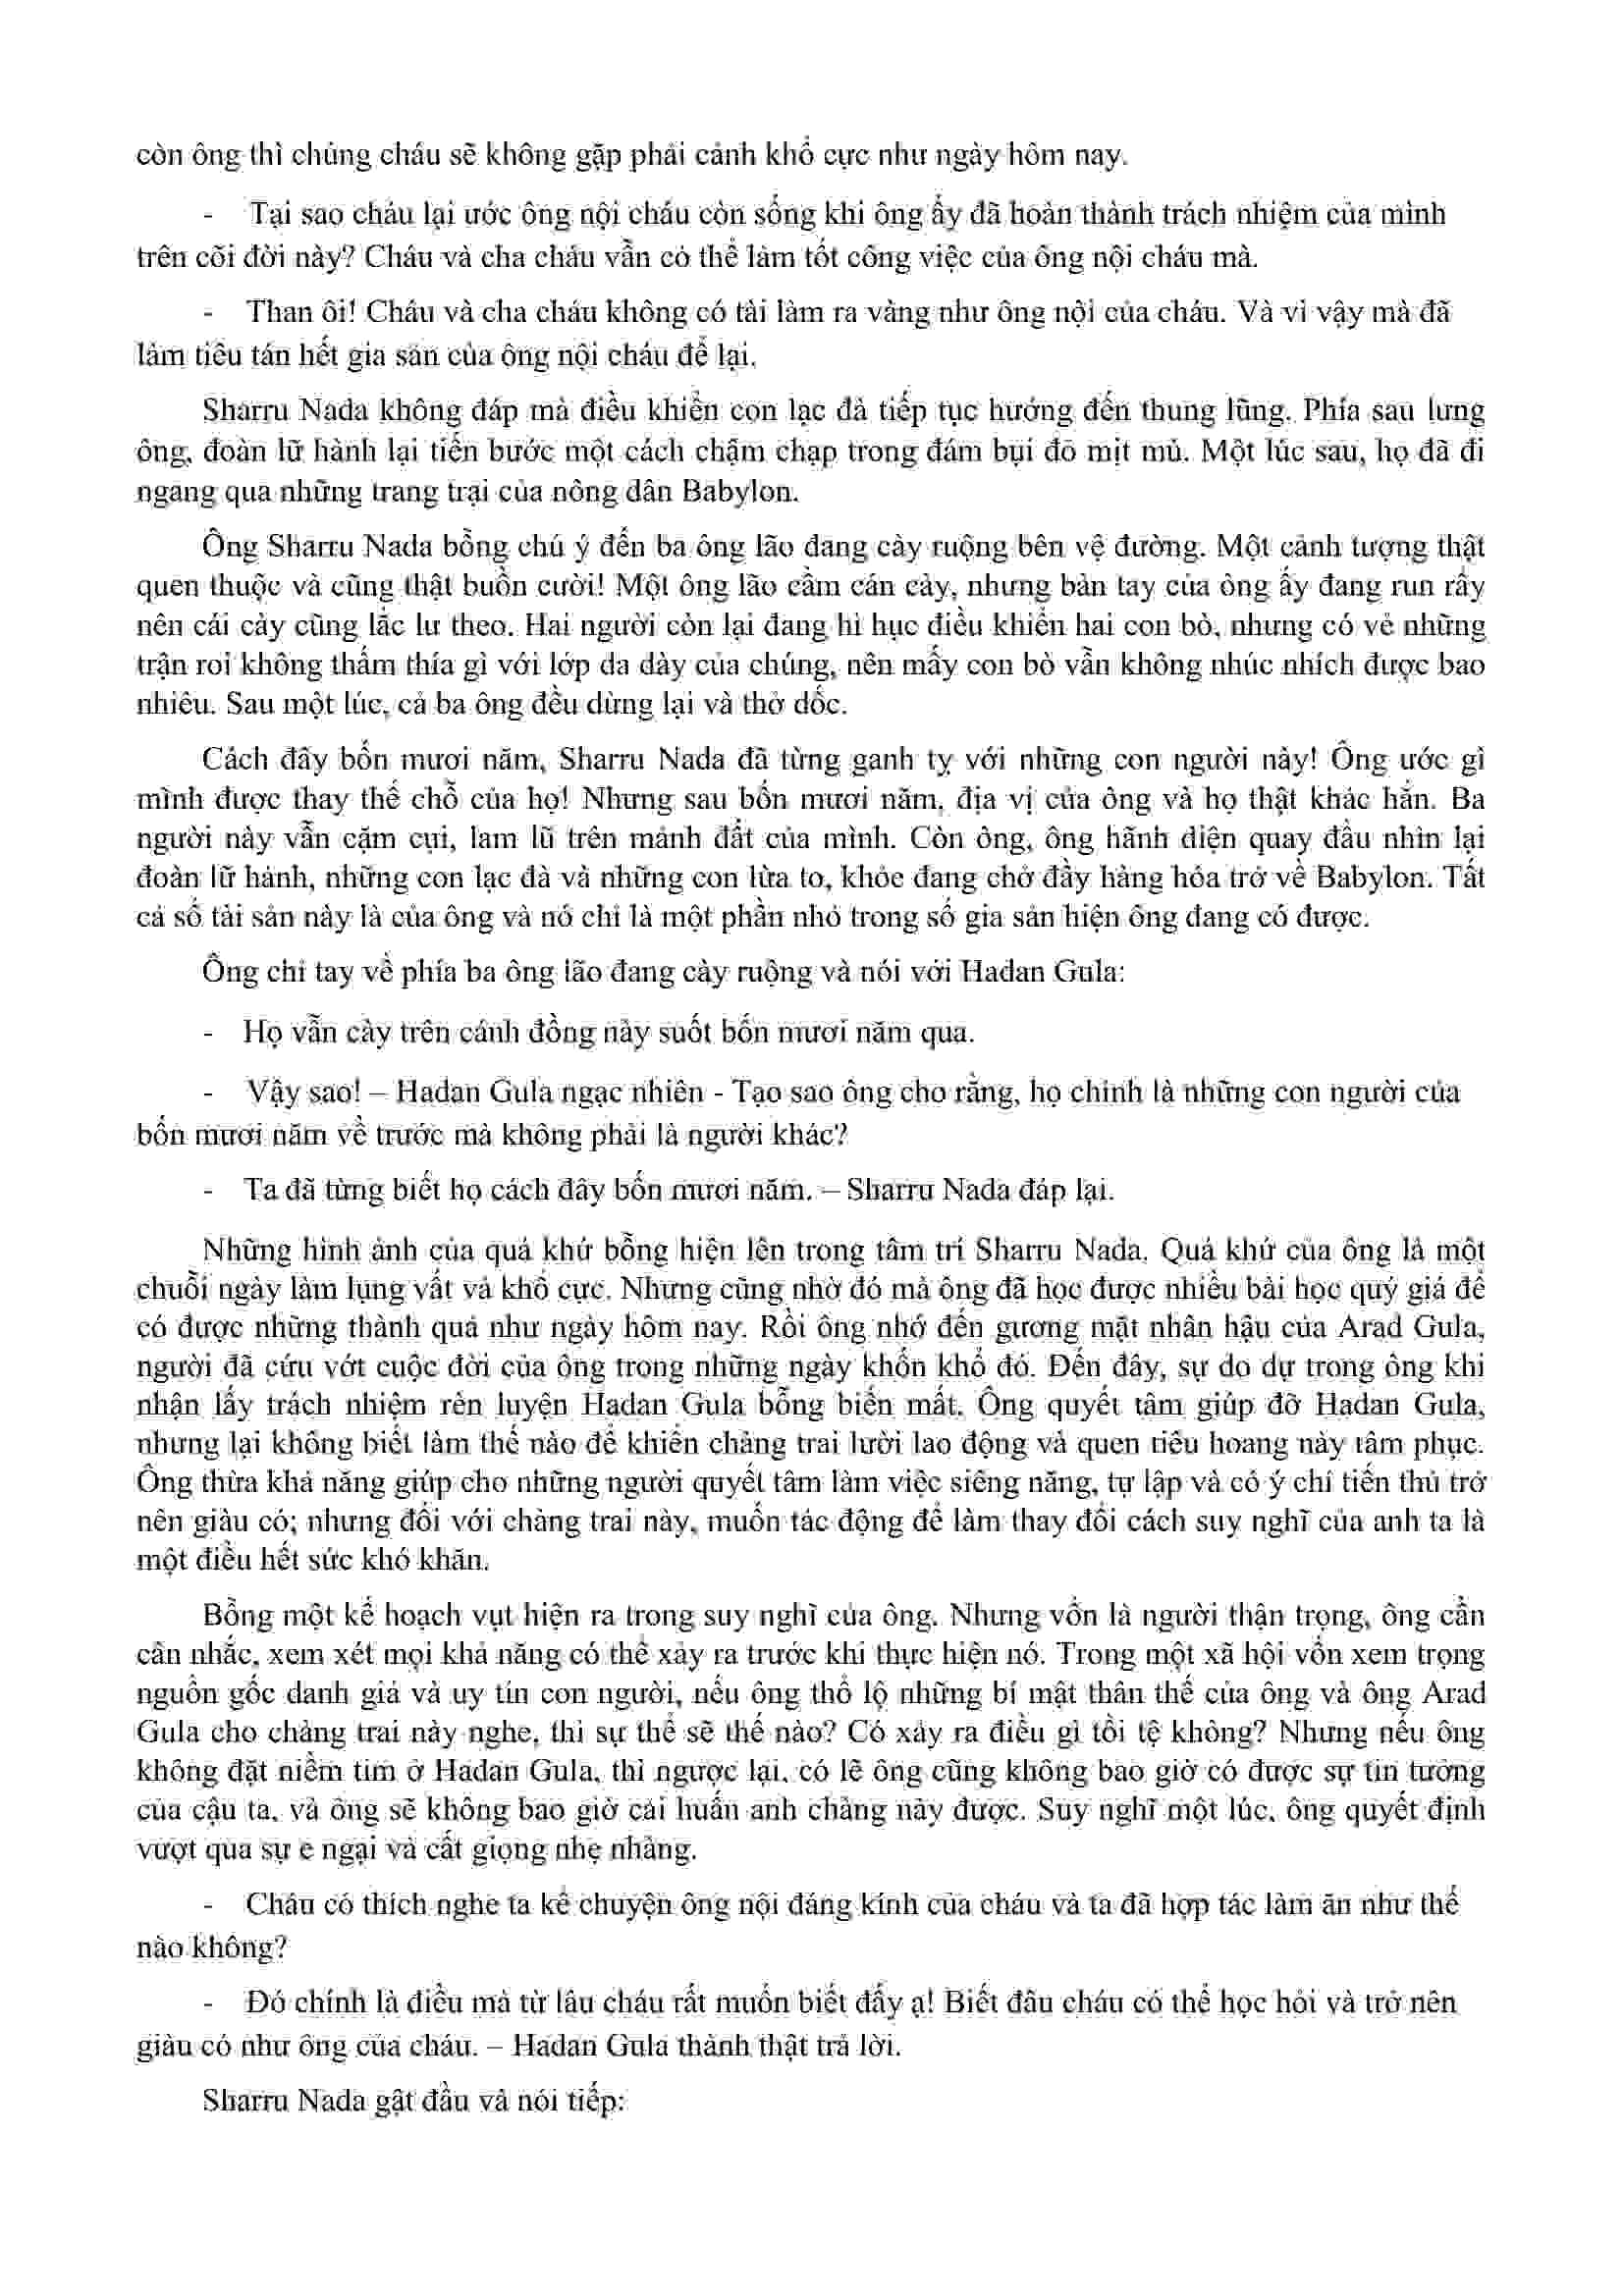 còn ông thì chúng cháu sẽ không gặp phải cảnh khổ cực như ngày hôm nay.
- Tại sao cháu lại ước ông nội cháu còn sống khi ông ấy đã hoàn thành trách nhiệm của mình
trên cõi đời này? Cháu và cha cháu vẫn có thể làm tốt công việc của ông nội cháu mà.
- Than ôi! Cháu và cha cháu không có tài làm ra vàng như ông nội của cháu. Và vì vậy mà đã
làm tiêu tán hết gia sản của ông nội cháu để lại.
Sharru Nada không đáp mà điều khiển con lạc đà tiếp tục hướng đến thung lũng. Phía sau lưng
ông, đoàn lữ hành lại tiến bước một cách chậm chạp trong đám bụi đỏ mịt mù. Một lúc sau, họ đã đi
ngang qua những trang trại của nông dân Babylon.
Ông Sharru Nada bỗng chú ý đến ba ông lão đang cày ruộng bên vệ đường. Một cảnh tượng thật
quen thuộc và cũng thật buồn cười! Một ông lão cầm cán cày, nhưng bàn tay của ông ấy đang run rẩy
nên cái cày cũng lắc lư theo. Hai người còn lại đang hì hục điều khiển hai con bò, nhưng có vẻ những
trận roi không thấm thía gì với lớp da dày của chúng, nên mấy con bò vẫn không nhúc nhích được bao
nhiêu. Sau một lúc, cả ba ông đều dừng lại và thở dốc.
Cách đây bốn mươi năm, Sharru Nada đã từng ganh tỵ với những con người này! Ông ước gì
mình được thay thế chỗ của họ! Nhưng sau bốn mươi năm, địa vị của ông và họ thật khác hẳn. Ba
người này vẫn cặm cụi, lam lũ trên mảnh đất của mình. Còn ông, ông hãnh diện quay đầu nhìn lại
đoàn lữ hành, những con lạc đà và những con lừa to, khỏe đang chở đầy hàng hóa trở về Babylon. Tất
cả số tài sản này là của ông và nó chỉ là một phần nhỏ trong số gia sản hiện ông đang có được.
Ông chỉ tay về phía ba ông lão đang cày ruộng và nói với Hadan Gula:
- Họ vẫn cày trên cánh đồng này suốt bốn mươi năm qua.
- Vậy sao! – Hadan Gula ngạc nhiên - Tạo sao ông cho rằng, họ chính là những con người của
bốn mươi năm về trước mà không phải là người khác?
- Ta đã từng biết họ cách đây bốn mươi năm. – Sharru Nada đáp lại.
Những hình ảnh của quá khứ bỗng hiện lên trong tâm trí Sharru Nada. Quá khứ của ông là một
chuỗi ngày làm lụng vất vả khổ cực. Nhưng cũng nhờ đó mà ông đã học được nhiều bài học quý giá để
có được những thành quả như ngày hôm nay. Rồi ông nhớ đến gương mặt nhân hậu của Arad Gula,
người đã cứu vớt cuộc đời của ông trong những ngày khốn khổ đó. Đến đây, sự do dự trong ông khi
nhận lấy trách nhiệm rèn luyện Hadan Gula bỗng biến mất. Ông quyết tâm giúp đỡ Hadan Gula,
nhưng lại không biết làm thế nào để khiến chàng trai lười lao động và quen tiêu hoang này tâm phục.
Ông thừa khả năng giúp cho những người quyết tâm làm việc siêng năng, tự lập và có ý chí tiến thủ trở
nên giàu có; nhưng đối với chàng trai này, muốn tác động để làm thay đổi cách suy nghĩ của anh ta là
một điều hết sức khó khăn.
Bỗng một kế hoạch vụt hiện ra trong suy nghĩ của ông. Nhưng vốn là người thận trọng, ông cần
cân nhắc, xem xét mọi khả năng có thể xảy ra trước khi thực hiện nó. Trong một xã hội vốn xem trọng
nguồn gốc danh giá và uy tín con người, nếu ông thổ lộ những bí mật thân thế của ông và ông Arad
Gula cho chàng trai này nghe, thì sự thể sẽ thế nào? Có xảy ra điều gì tồi tệ không? Nhưng nếu ông
không đặt niềm tim ở Hadan Gula, thì ngược lại, có lẽ ông cũng không bao giờ có được sự tin tưởng
của cậu ta, và ông sẽ không bao giờ cải huấn anh chàng này được. Suy nghĩ một lúc, ông quyết định
vượt qua sự e ngại và cất giọng nhẹ nhàng.
- Cháu có thích nghe ta kể chuyện ông nội đáng kính của cháu và ta đã hợp tác làm ăn như thế
nào không?
- Đó chính là điều mà từ lâu cháu rất muốn biết đấy ạ! Biết đâu cháu có thể học hỏi và trở nên
giàu có như ông của cháu. – Hadan Gula thành thật trả lời.
Sharru Nada gật đầu và nói tiếp: